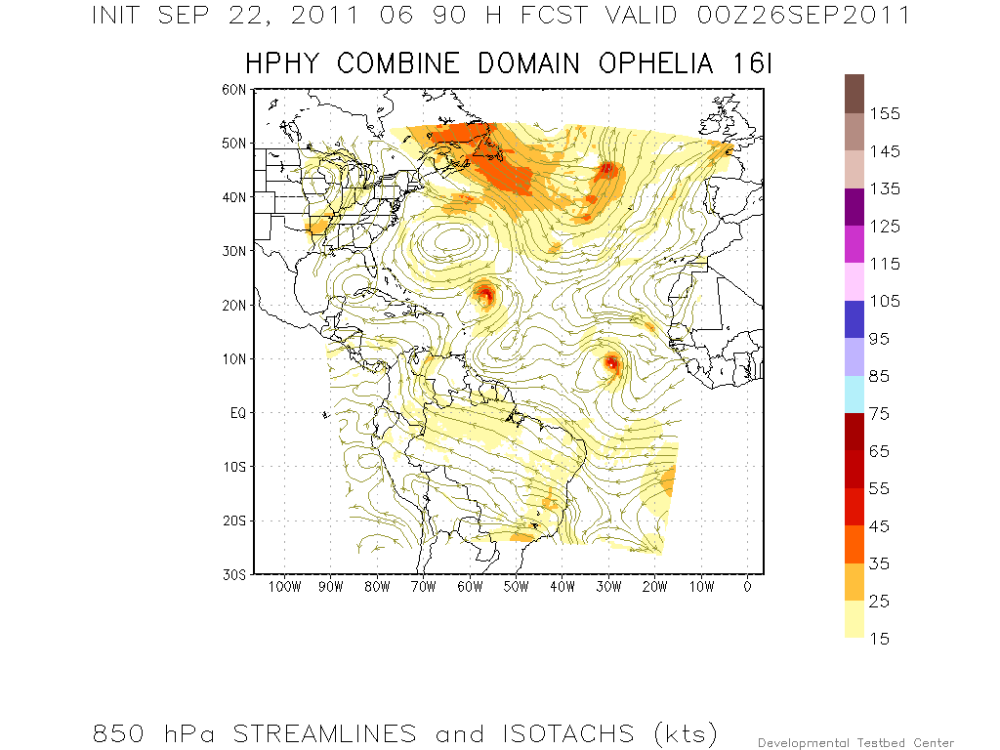 INIT SEP 22, 2011 06 90 H FCST VALID 00Z26SEP2011
HPHY COMBINE DOMAIN OPHELIA 16I
60N
50N
40N
30N
20N
10N
EQ
10S
20S
30S
100W 90W 80W 70W 60W 50W 40W 30W 20W 10W 0
155
145
135
125
115
105
95
85
75
65
55
45
35
25
15
850 hPa STREAMLINES and ISOTACHS (kts)
Developmental Testbed Center